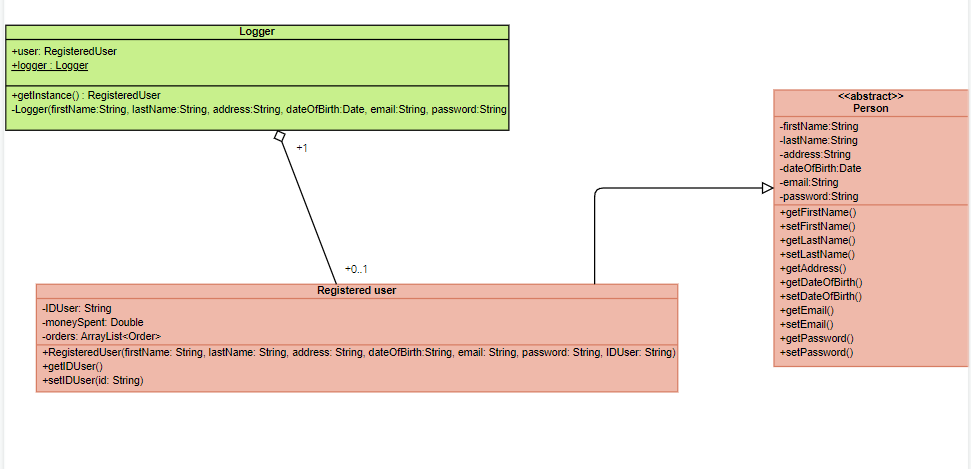 Logger
+user: RegisteredUser
+logger : Logger
+getInstance() : RegisteredUser
-Logger(firstName:String, lastName:String, address:String, dateOfBirth:Date, email:String, password:String
+1
+0..1
<<abstract>>
Person
-firstName:String
-lastName:String
-address:String
-dateOfBirth:Date
-email:String
-password:String
+getFirstName()
+setFirstName()
+getLastName()
+setLastName()
+getAddress()
+getDateOfBirth()
+setDateOfBirth()
+getEmail()
+setEmail()
+getPassword()
+setPassword()
Registered user
-IDUser: String
-moneySpent: Double
-orders: ArrayList<Order>
+RegisteredUser(firstName: String, lastName: String, address: String, dateOfBirth:String, email: String, password: String, IDUser: String)
+getIDUser()
+setIDUser(id: String)